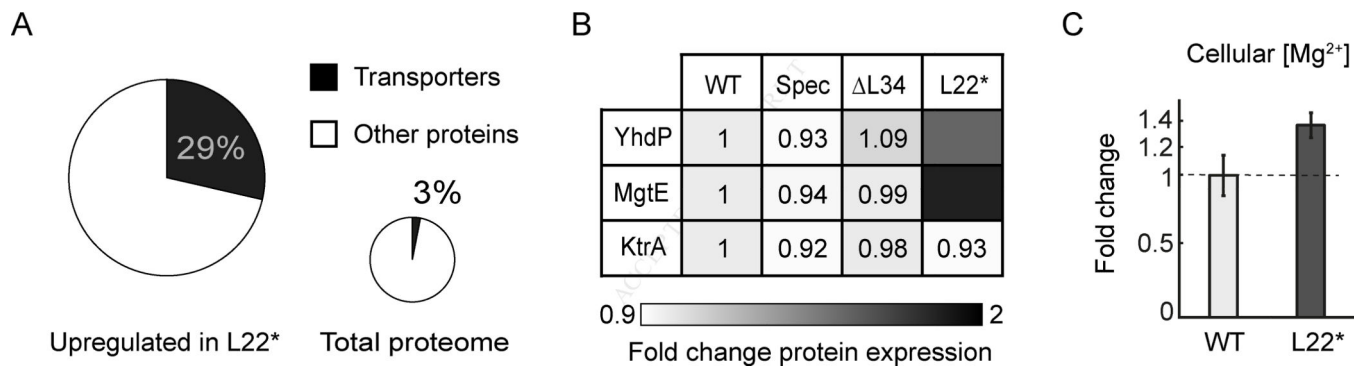 A
29%
Transporters
Other proteins
3%
Upregulated in L22*
Total proteome
B
WT Spec ΔL34 L22*
YhdP 1 0.93 1.09
MgtE 1 0.94 0.99
KtrA 1 0.92 0.98 0.93
0.9 2
Fold change protein expression
C
Cellular [Mg²⁺]
Fold change
1.4
1.2
1
0.5
0
WT L22*